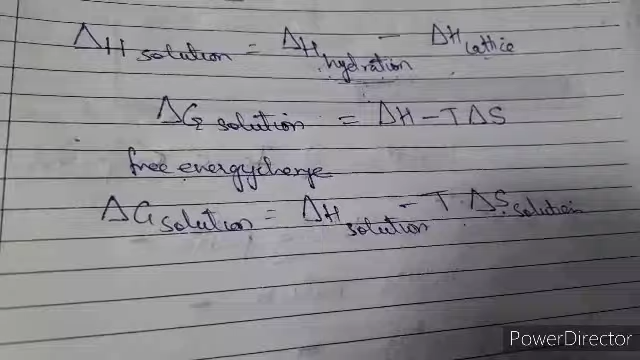 ΔH solution = ΔH hydration - ΔH Lattice
ΔG solution = ΔH - TΔS
free energy change
ΔG solution = ΔH solution - T. ΔS solution
PowerDirector